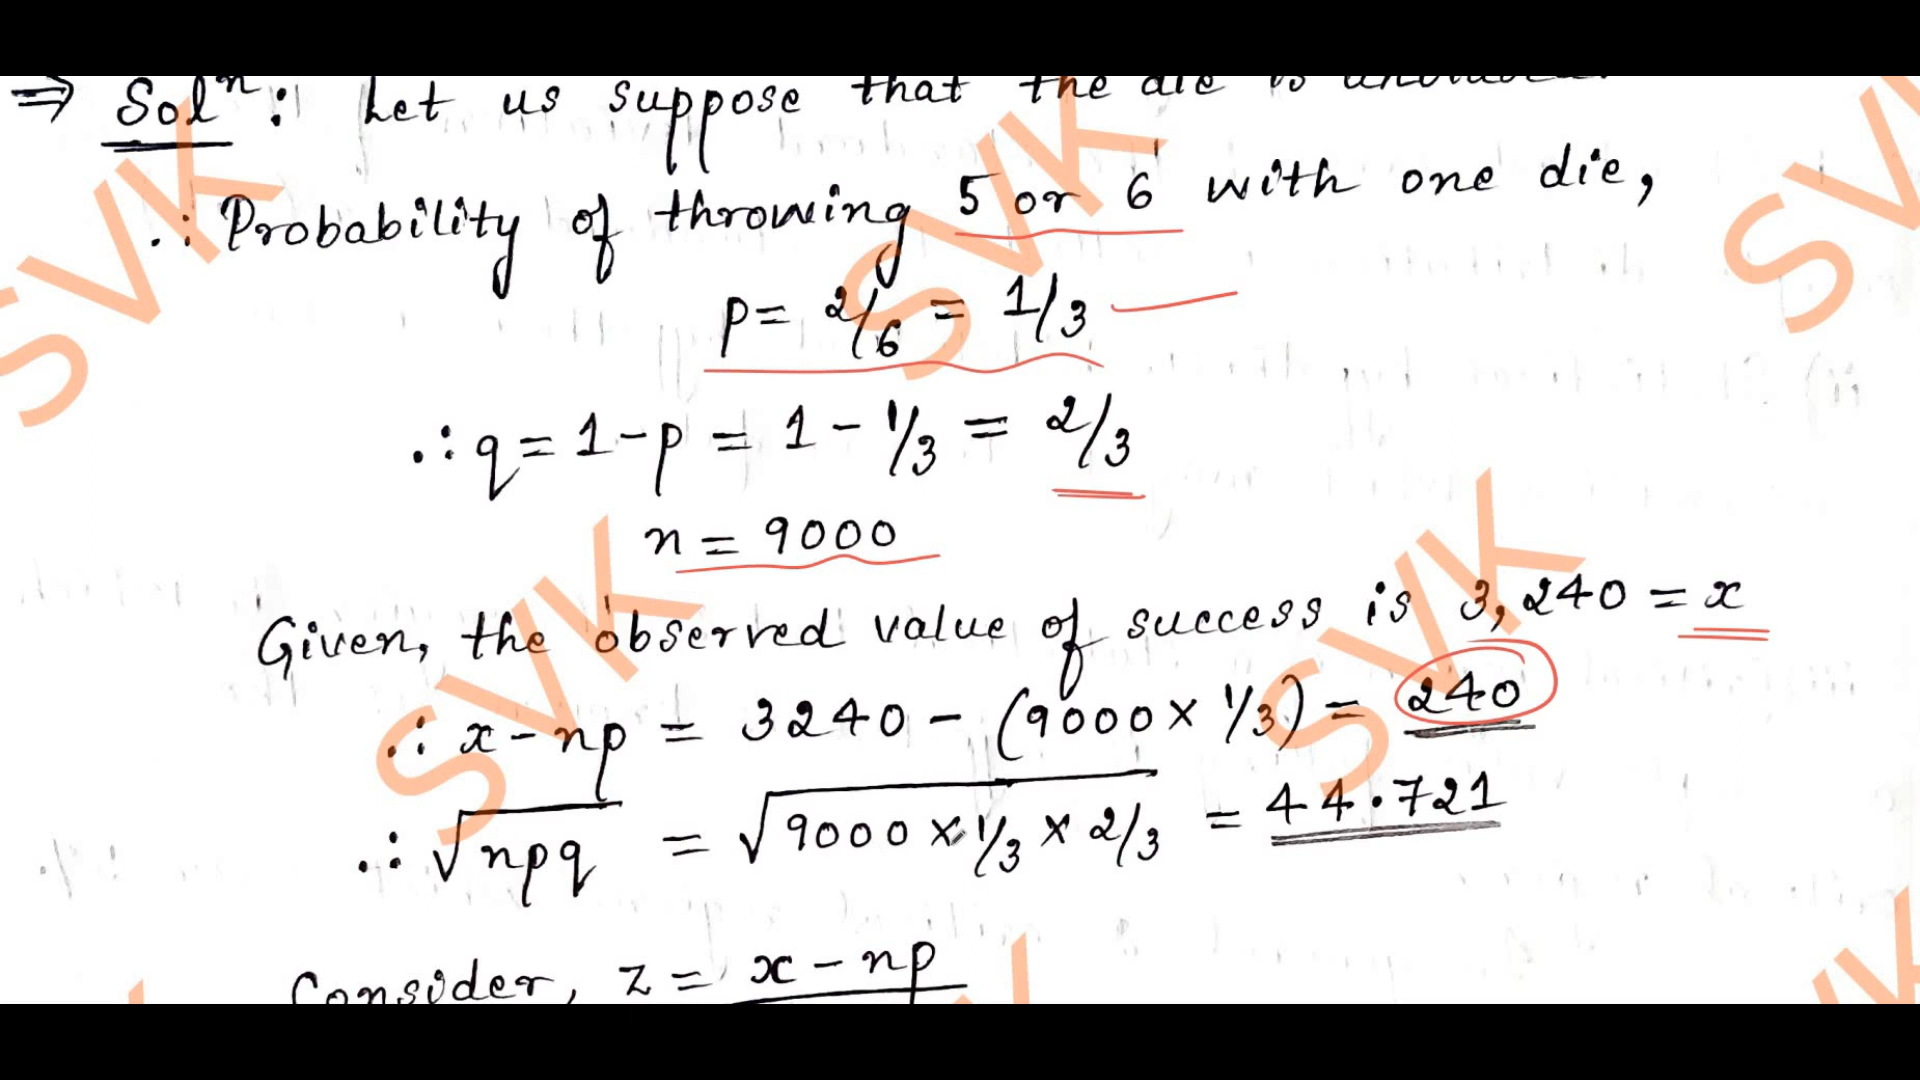 ⇒ Solⁿ: Let us suppose that the die is
∴ Probability of throwing 5 or 6 with one die,
p = 2/6 = 1/3
∴ q = 1 - p = 1 - 1/3 = 2/3
n = 9000
Given, the observed value of success is 3,240 = x
∴ x - np = 3240 - (9000 × 1/3) = 240
∴ √npq = √9000 × 1/3 × 2/3 = 44.721
Consider, z = x - np
SVK
SVK
SVK
SVK
SVK